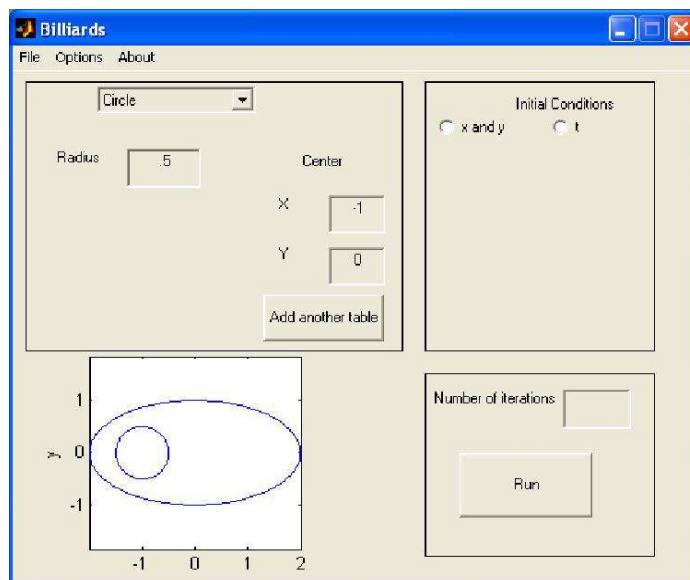 Billiards
File Options About
Circle
Radius .5
Center
X -1
Y 0
Add another table
Initial Conditions
x and y t
Number of iterations
Run
y
1
0
-1
-1 0 1 2